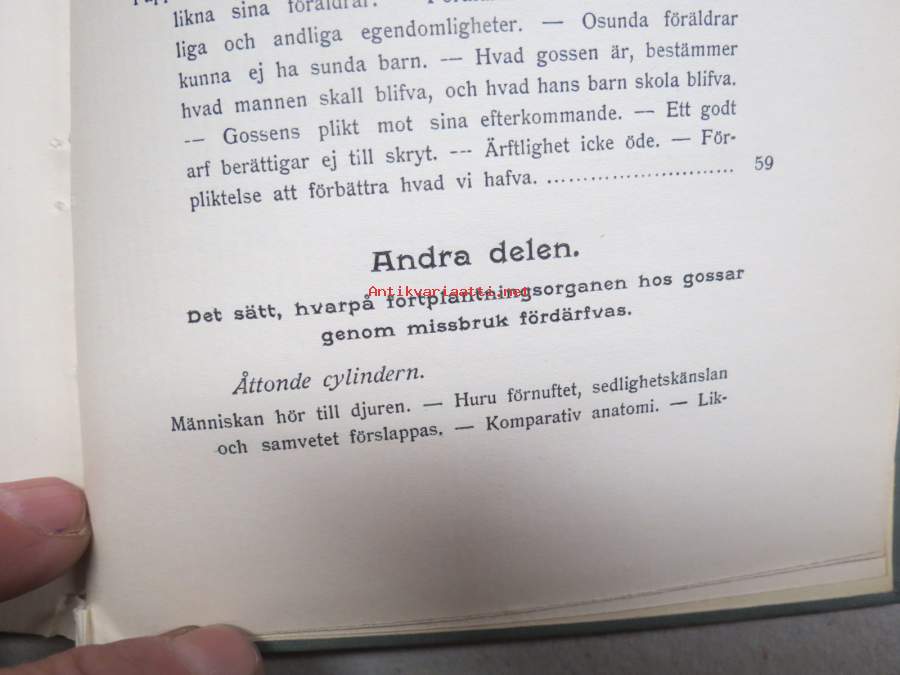 likna sina föräldrar.
liga och andliga egendomligheter. — Osunda föräldrar
kunna ej ha sunda barn. — Hvad gossen är, bestämmer
hvad mannen skall blifva, och hvad hans barn skola blifva.
— Gossens plikt mot sina efterkommande. — Ett godt
arf berättigar ej till skryt. — Ärftlighet icke öde. — För-
pliktelse att förbättra hvad vi hafva. ............................ 59
Andra delen.
Antikvariaatti.net
Det sätt, hvarpå fortplantningsorganen hos gossar
genom missbruk fördärfvas.
Åttonde cylindern.
Människan hör till djuren. — Huru förnuftet, sedlighetskänslan
och samvetet förslappas. — Komparativ anatomi. — Lik-